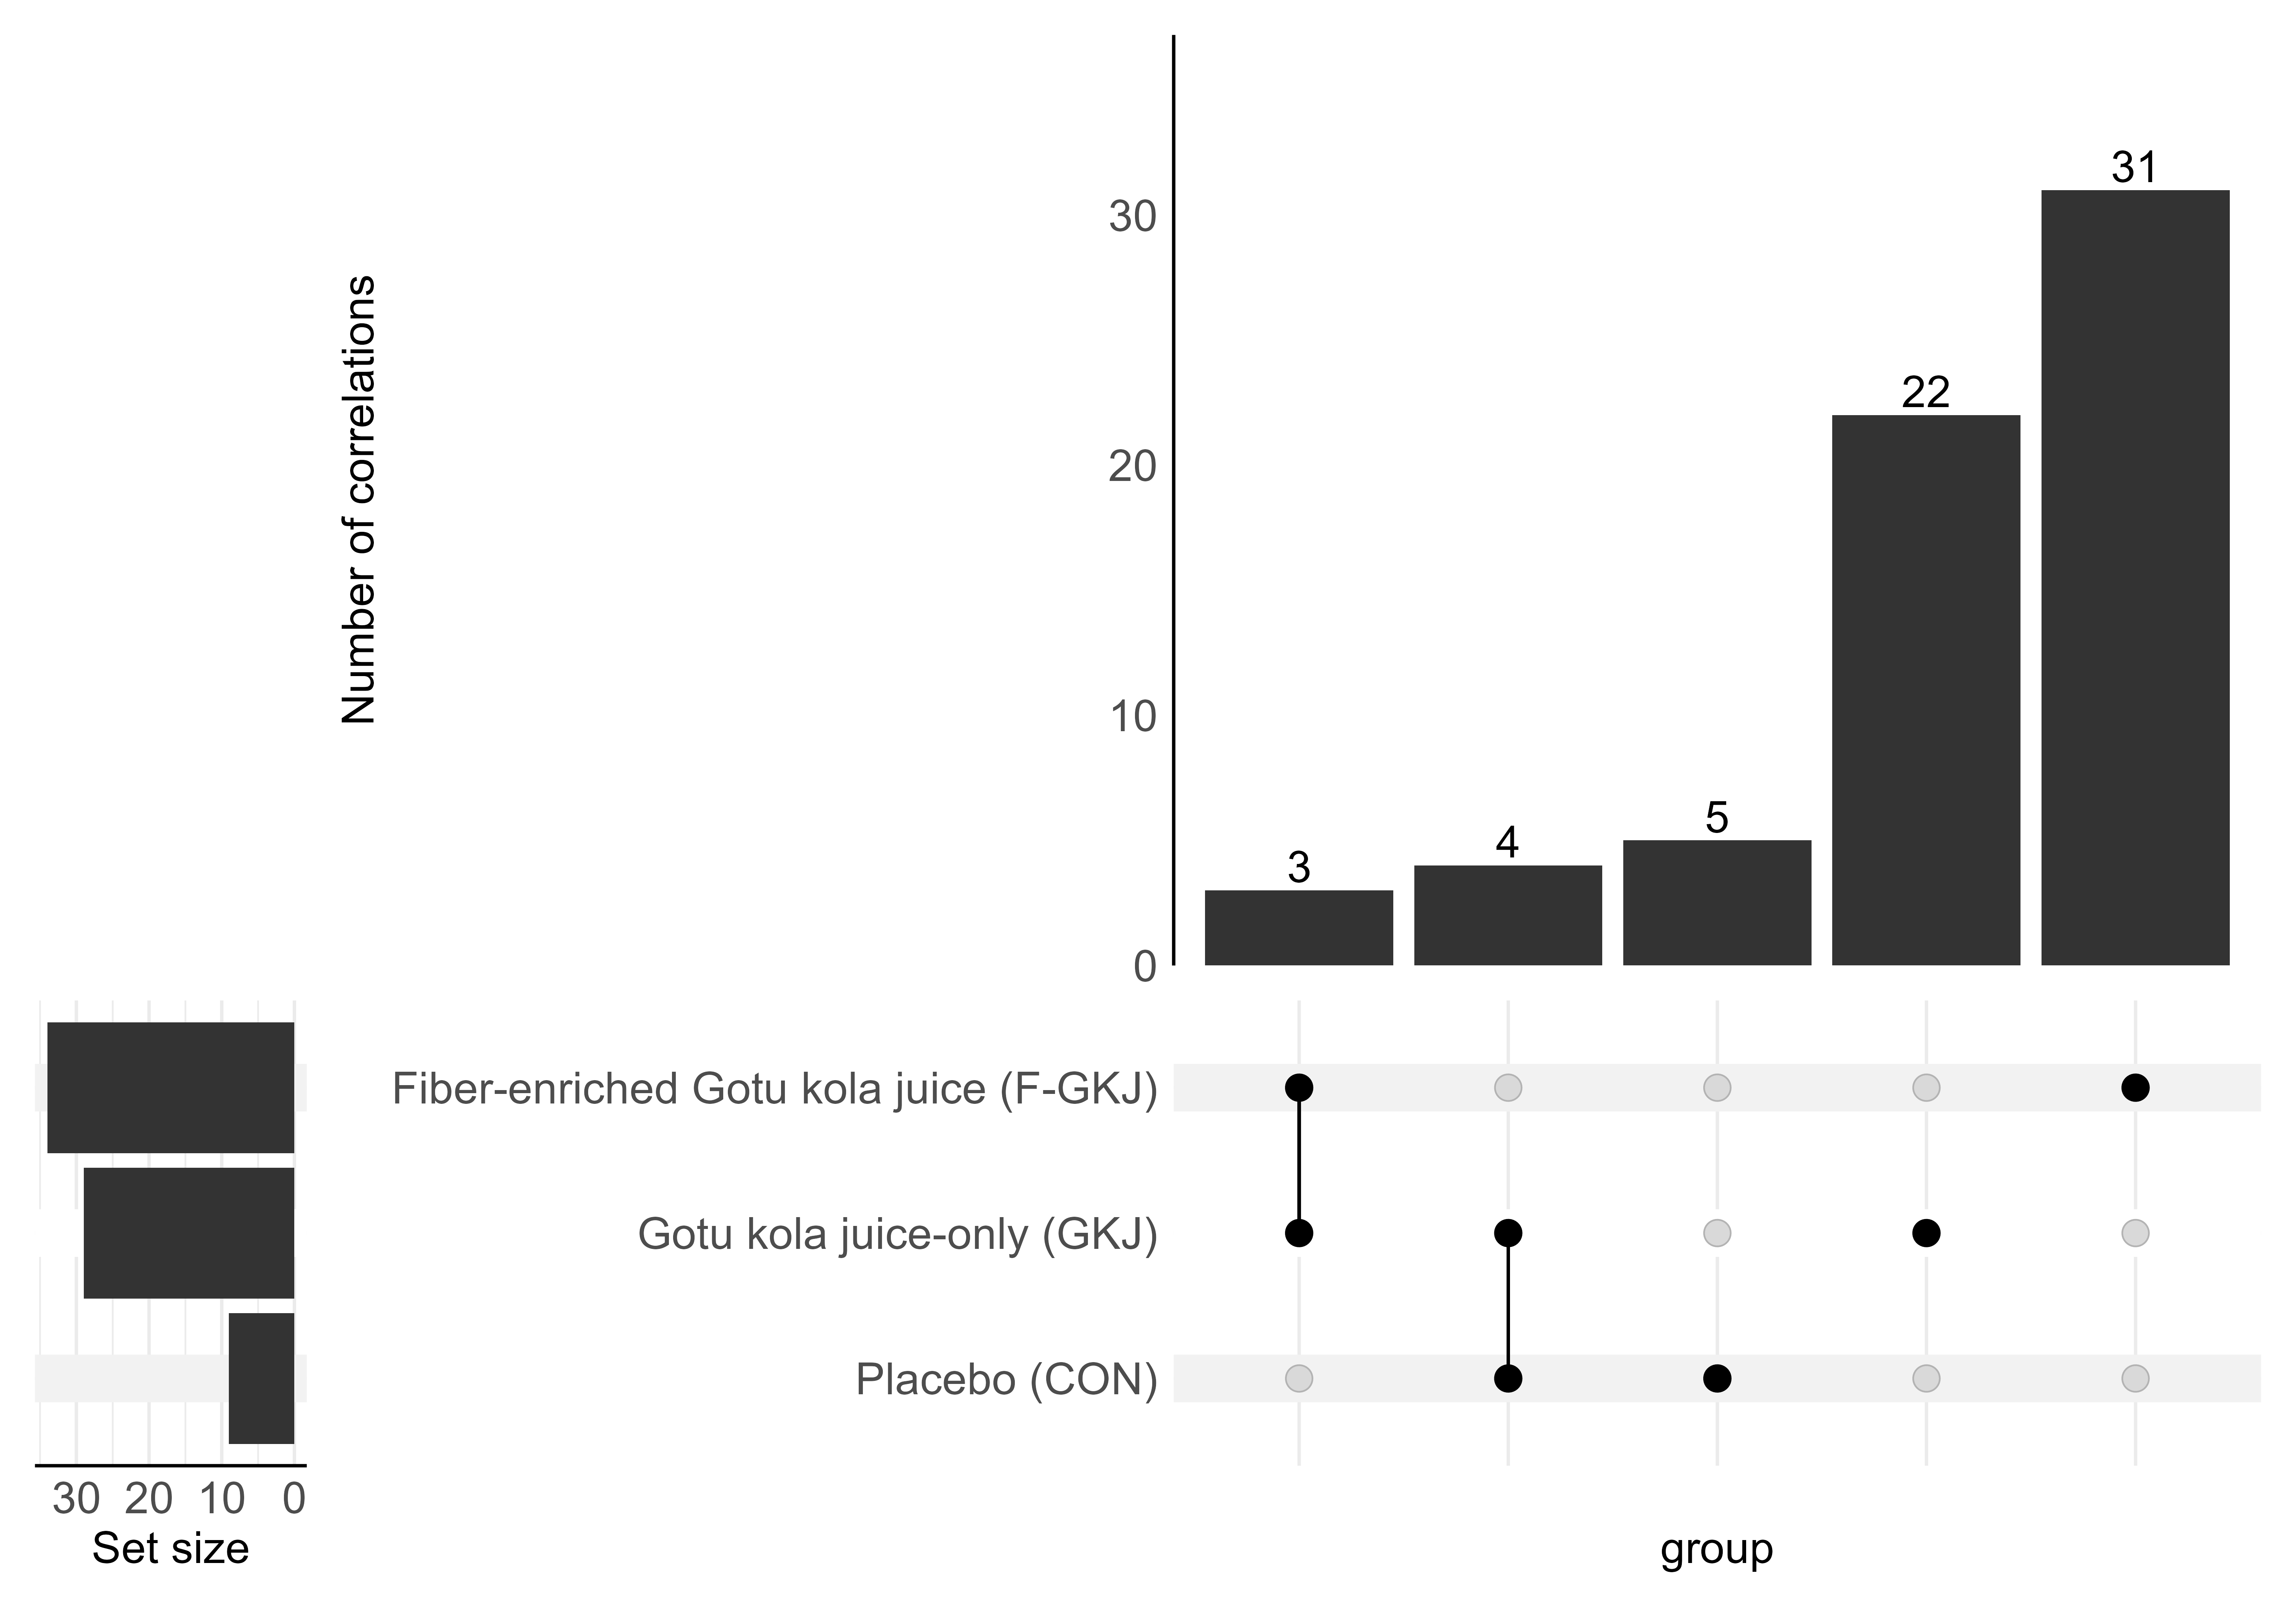 Number of correlations
30
20
10
0
3
4
5
22
31
Fiber-enriched Gotu kola juice (F-GKJ)
Gotu kola juice-only (GKJ)
Placebo (CON)
30 20 10 0
Set size
group